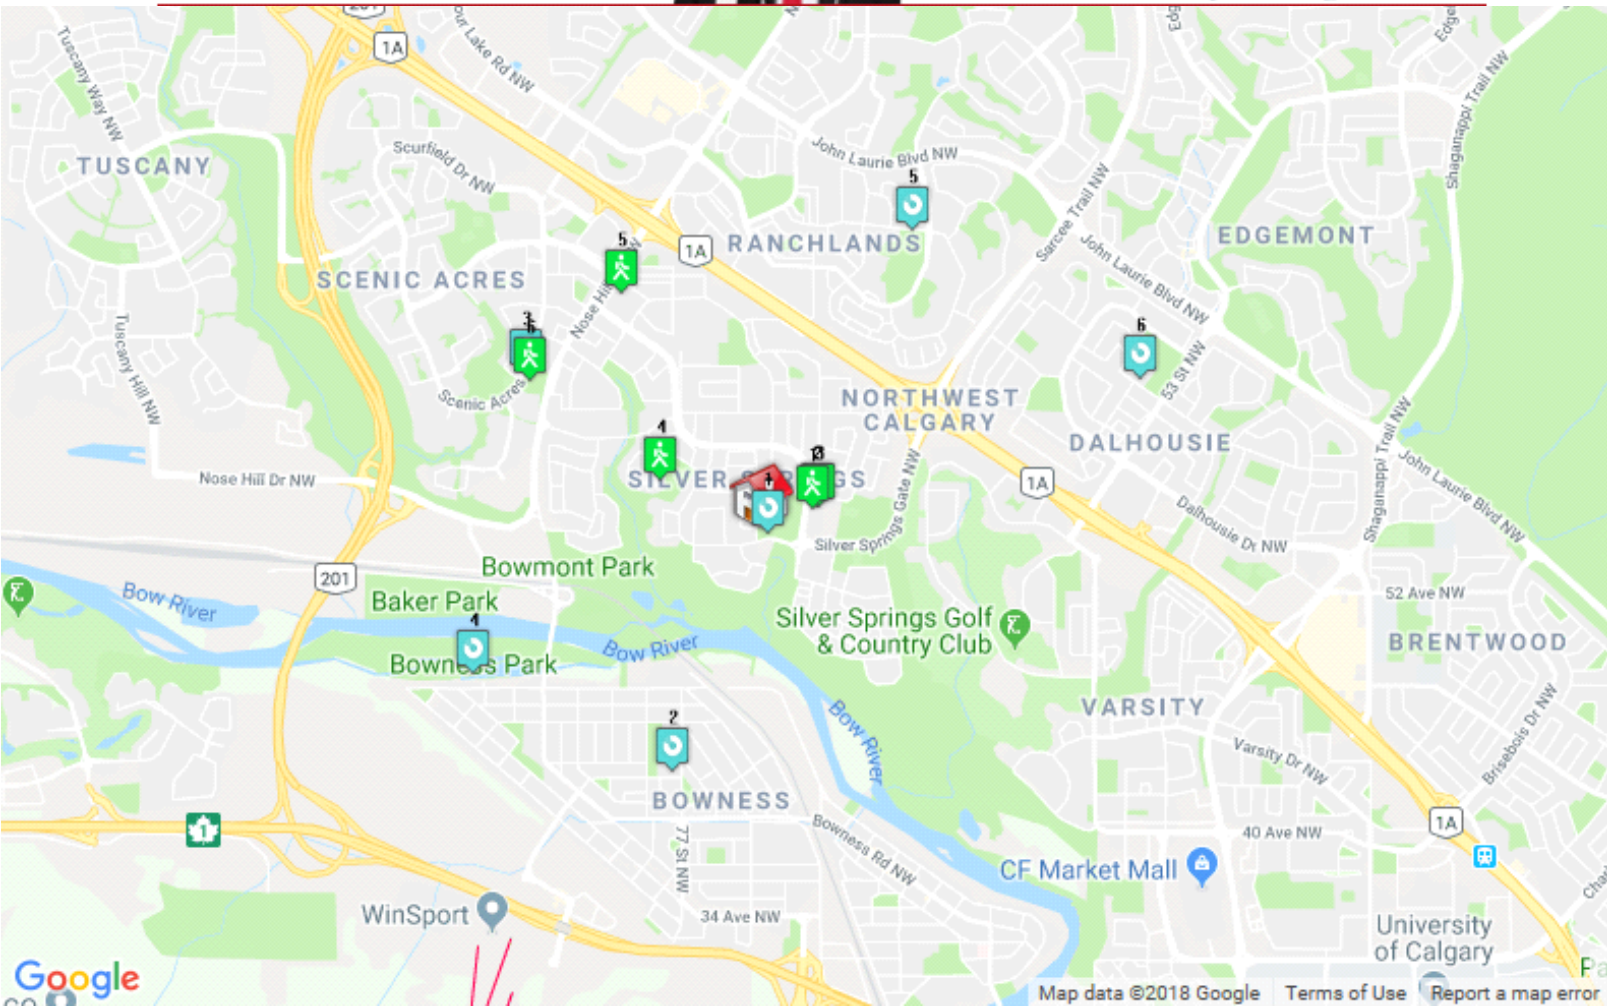 201
1A
Tuscany Way NW
our Lake Rd NW
Shaganappi Trail NW
John Laurie Blvd NW
Scurfield Dr NW
TUSCANY
5
Sarcee Trail NW
RANCHLANDS
EDGEMONT
5
1A
John Laurie Blvd NW
SCENIC ACRES
Nose Hil
Tuscany Hill NW
3
6
53 St NW
Scenic Acres
NORTHWEST
CALGARY
4
DALHOUSIE
Shaganappi Trail NW
John Laurie Blvd NW
Nose Hill Dr NW
SILVER SPRINGS
1
1A
Dalhousie Dr NW
Silver Springs Gate NW
Bowmont Park
201
Bow River
Baker Park
52 Ave NW
Silver Springs Golf
& Country Club
4
Bow River
BRENTWOOD
Bowness Park
VARSITY
2
Bow River
Varsity Dr NW
Brisebois Dr NW
BOWNESS
1
77 St NW
Bowness Rd NW
1A
40 Ave NW
CF Market Mall
WinSport
34 Ave NW
University
of Calgary
Google
Map data ©2018 Google
Terms of Use
Report a map error